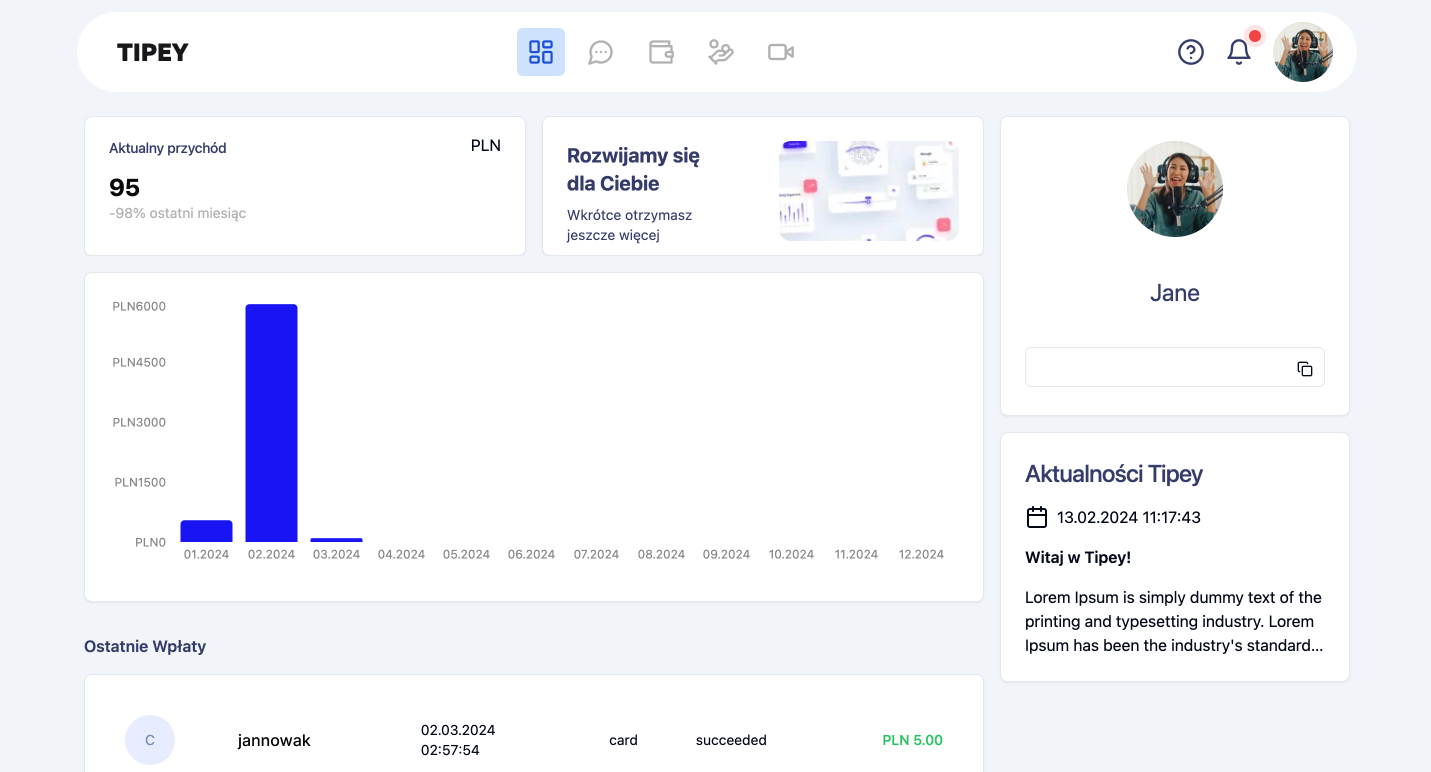 TIPEY
Aktualny przychód
PLN
95
-98% ostatni miesiąc
Rozwijamy się
dla Ciebie
Wkrótce otrzymasz
jeszcze więcej
PLN6000
PLN4500
PLN3000
PLN1500
PLN0
01.2024 02.2024 03.2024 04.2024 05.2024 06.2024 07.2024 08.2024 09.2024 10.2024 11.2024 12.2024
Jane
Aktualności Tipey
13.02.2024 11:17:43
Witaj w Tipey!
Lorem Ipsum is simply dummy text of the
printing and typesetting industry. Lorem
Ipsum has been the industry's standard...
Ostatnie Wpłaty
C
jannowak
02.03.2024
02:57:54
card
succeeded
PLN 5.00